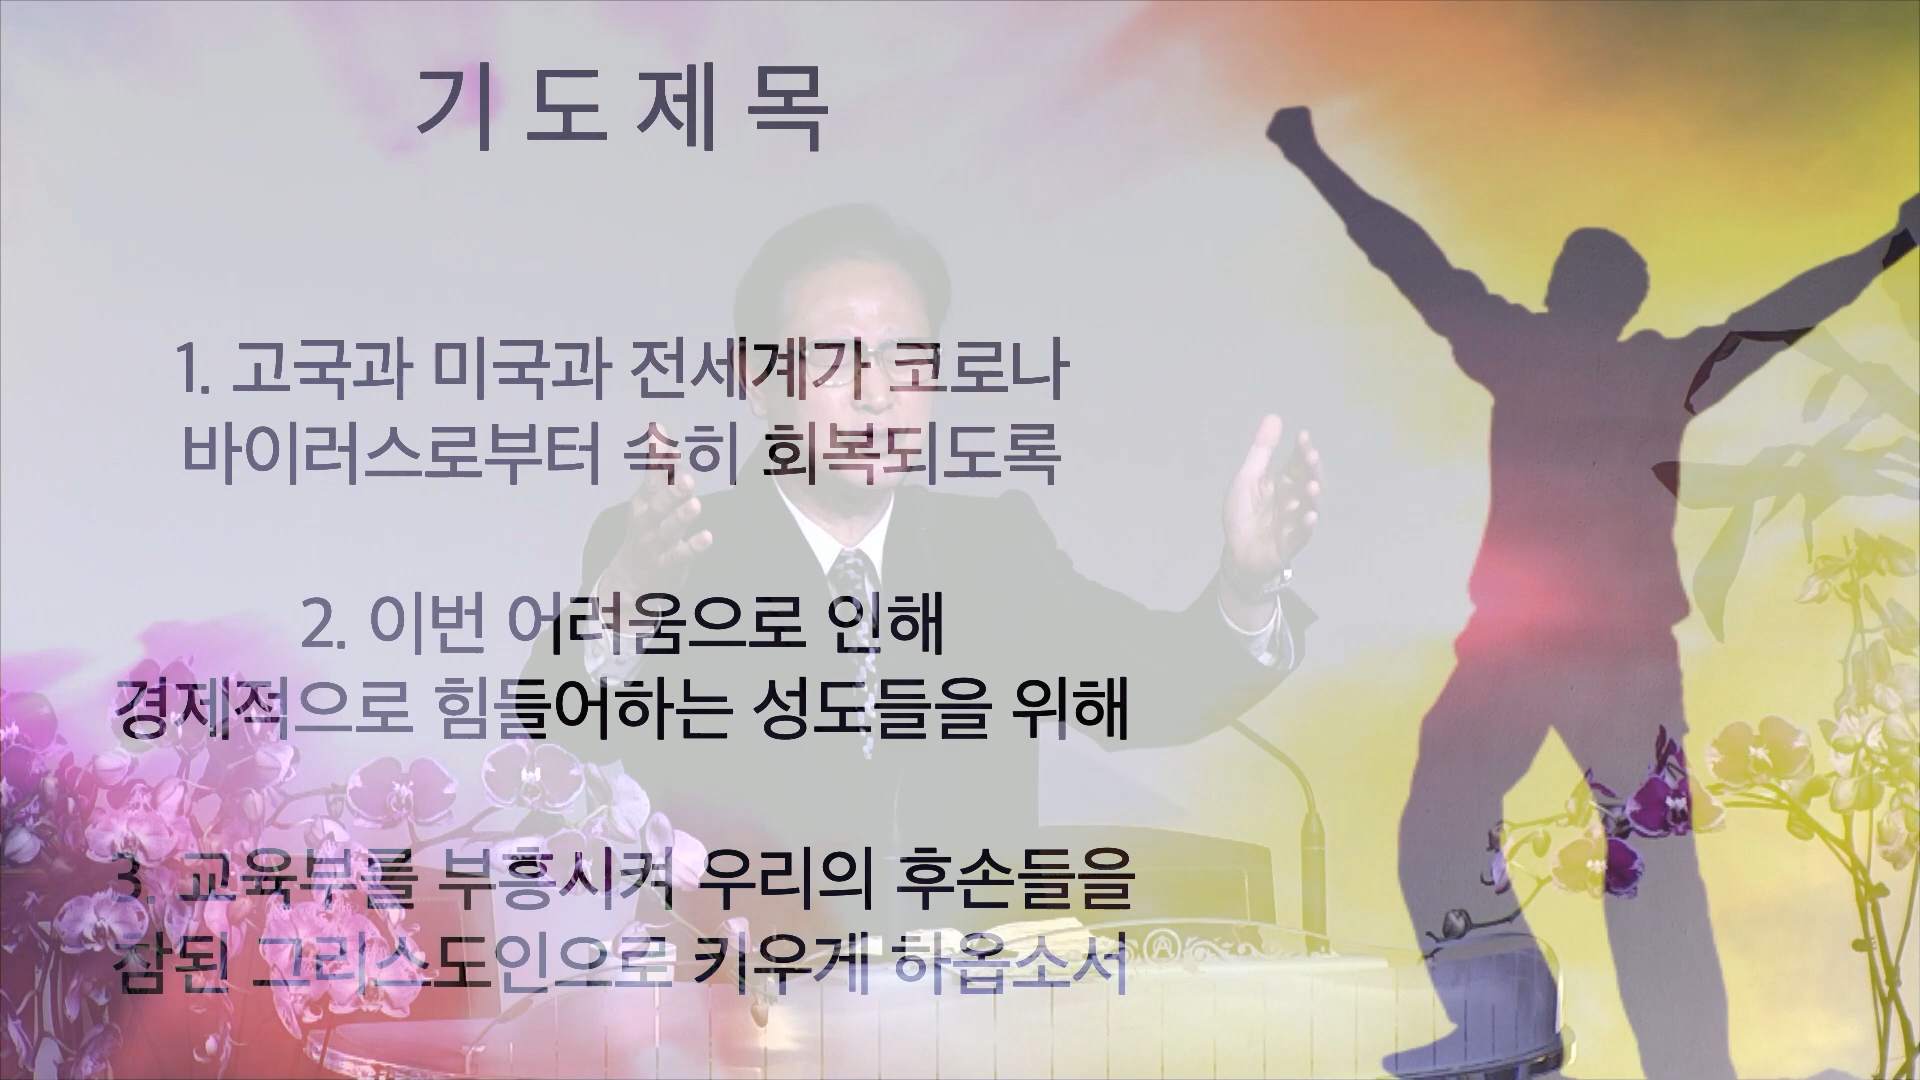 기도제목
1. 고국과 미국과 전세계가 코로나
바이러스로부터 속히 회복되도록
2. 이번 어려움으로 인해
경제적으로 힘들어하는 성도들을 위해
3. 교육부를 부흥시켜 우리의 후손들을
참된 그리스도인으로 키우게 하옵소서